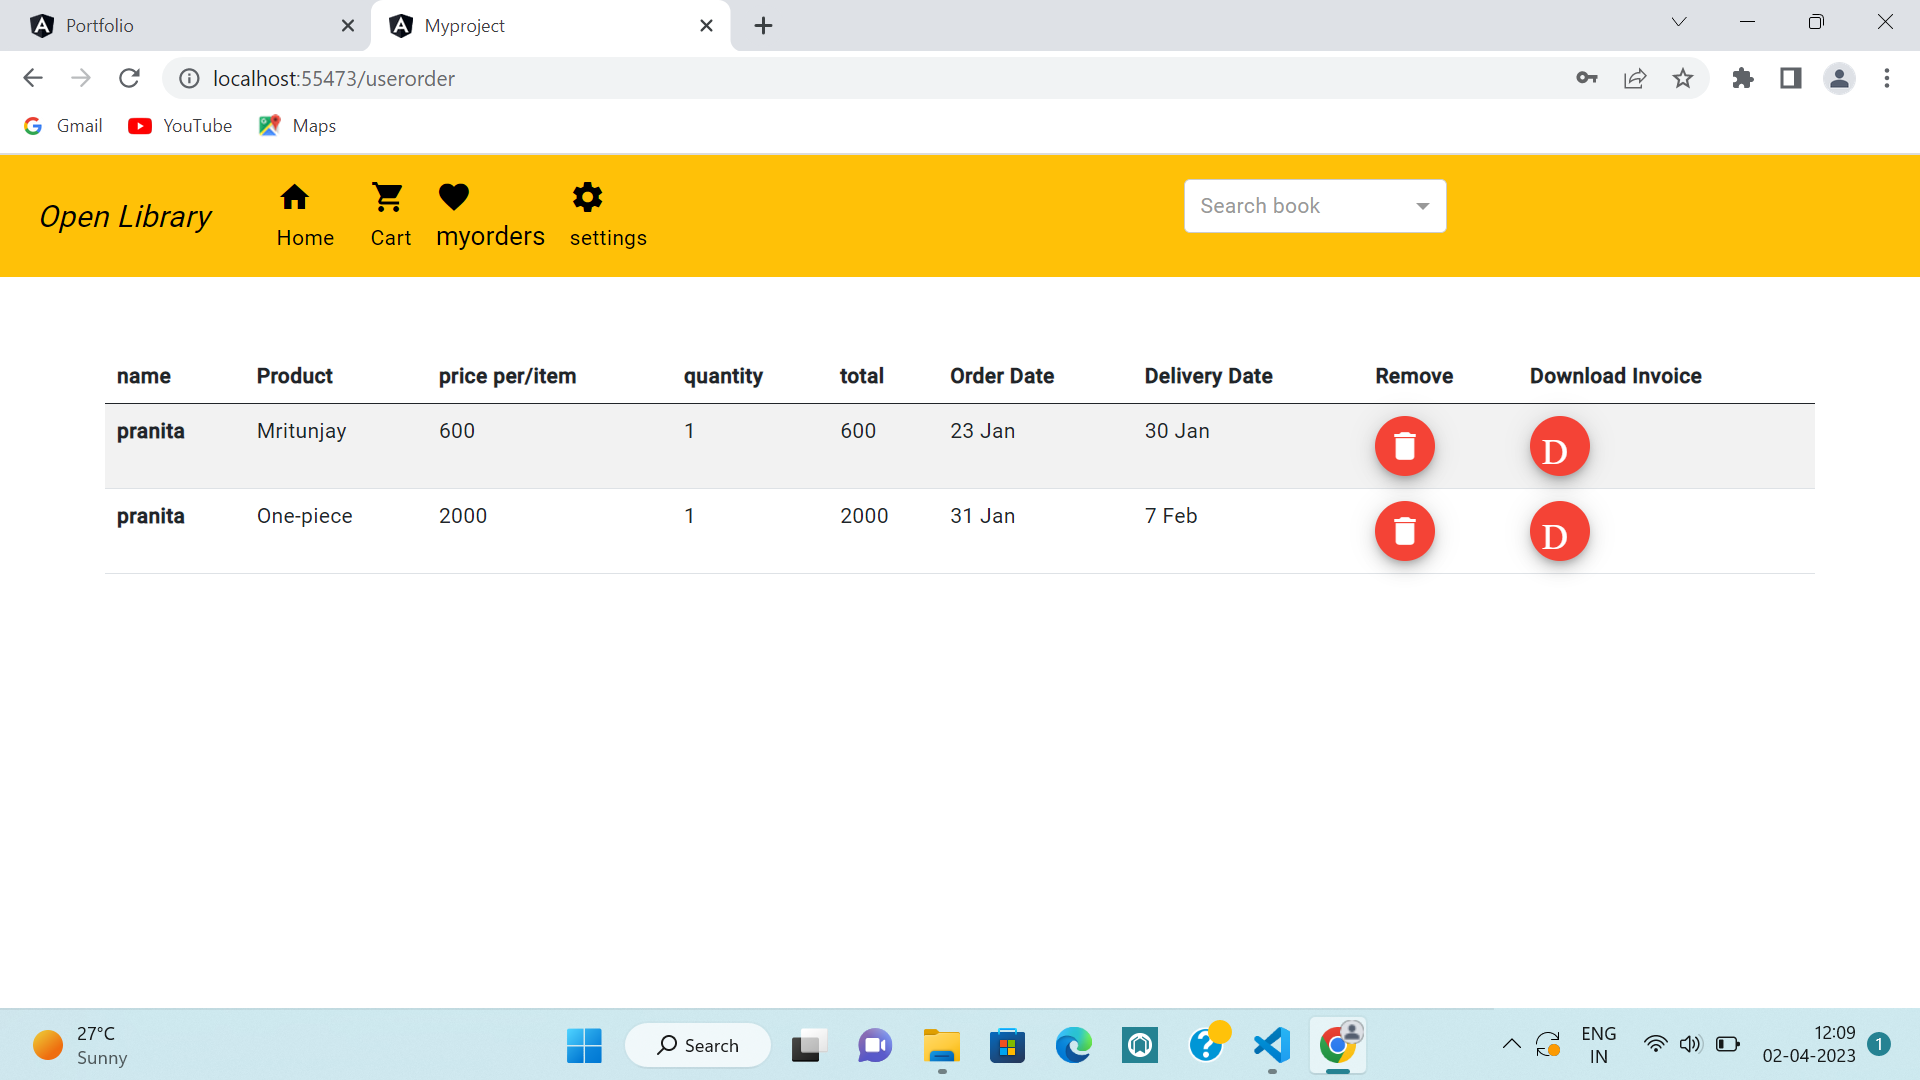 Portfolio
Myproject
localhost:55473/userorder
Gmail
YouTube
Maps
Open Library
Home
Cart
myorders
settings
Search book
name Product price per/item quantity total Order Date Delivery Date Remove Download Invoice
pranita Mritunjay 600 1 600 23 Jan 30 Jan D
pranita One-piece 2000 1 2000 31 Jan 7 Feb D
27°C
Sunny
Search
ENG
IN
12:09
02-04-2023
1